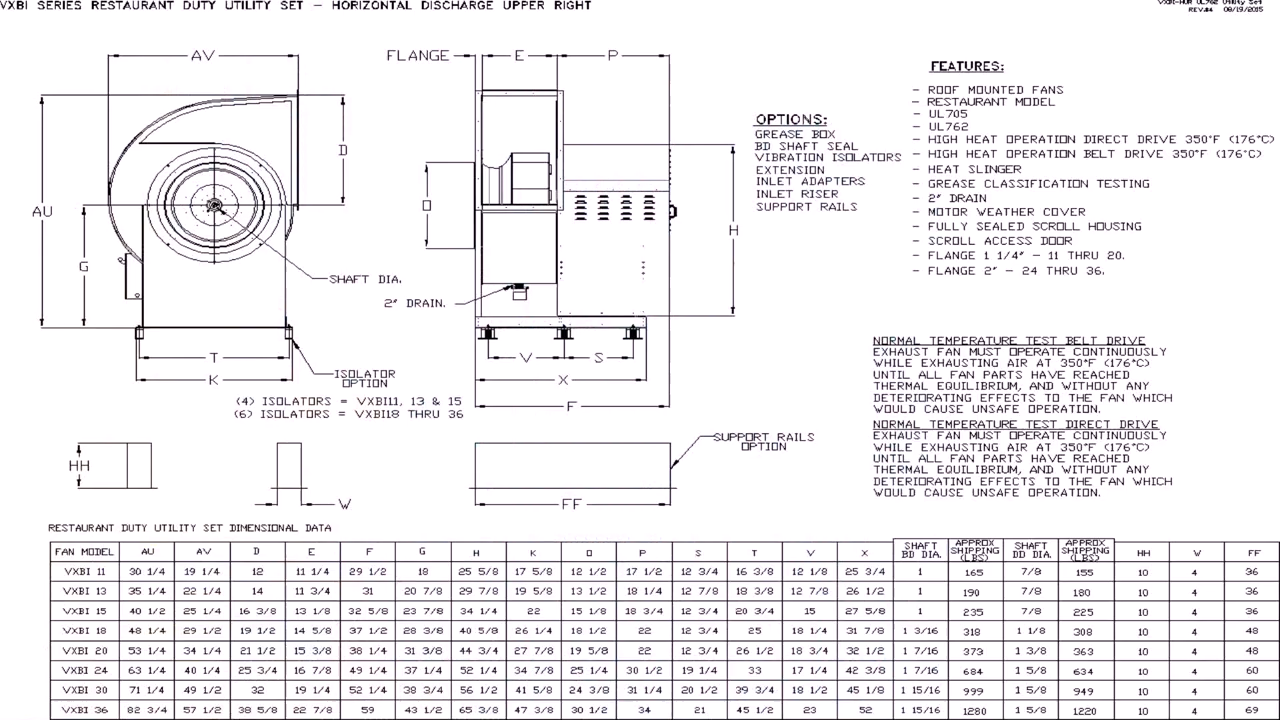 VXBI SERIES RESTAURANT DUTY UTILITY SET – HORIZONTAL DISCHARGE UPPER RIGHT
VXBI-HUR UL762 Utility Set
REV.#4 08/19/2015
AV
FLANGE
E
P
D
AU
G
O
H
SHAFT DIA.
2" DRAIN.
T
K
ISOLATOR
OPTION
(4) ISOLATORS = VXBI11, 13 & 15
(6) ISOLATORS = VXBI18 THRU 36
V
S
X
F
OPTIONS:
GREASE BOX
BD SHAFT SEAL
VIBRATION ISOLATORS
EXTENSION
INLET ADAPTERS
INLET RISER
SUPPORT RAILS
FEATURES:
– ROOF MOUNTED FANS
– RESTAURANT MODEL
– UL705
– UL762
– HIGH HEAT OPERATION DIRECT DRIVE 350°F (176°C)
– HIGH HEAT OPERATION BELT DRIVE 350°F (176°C)
– HEAT SLINGER
– GREASE CLASSIFICATION TESTING
– 2" DRAIN
– MOTOR WEATHER COVER
– FULLY SEALED SCROLL HOUSING
– SCROLL ACCESS DOOR
– FLANGE 1 1/4" – 11 THRU 20.
– FLANGE 2" – 24 THRU 36.
NORMAL TEMPERATURE TEST BELT DRIVE
EXHAUST FAN MUST OPERATE CONTINUOUSLY
WHILE EXHAUSTING AIR AT 350°F (176°C)
UNTIL ALL FAN PARTS HAVE REACHED
THERMAL EQUILIBRIUM, AND WITHOUT ANY
DETERIORATING EFFECTS TO THE FAN WHICH
WOULD CAUSE UNSAFE OPERATION.
NORMAL TEMPERATURE TEST DIRECT DRIVE
EXHAUST FAN MUST OPERATE CONTINUOUSLY
WHILE EXHAUSTING AIR AT 350°F (176°C)
UNTIL ALL FAN PARTS HAVE REACHED
THERMAL EQUILIBRIUM, AND WITHOUT ANY
DETERIORATING EFFECTS TO THE FAN WHICH
WOULD CAUSE UNSAFE OPERATION.
HH
W
FF
SUPPORT RAILS
OPTION
RESTAURANT DUTY UTILITY SET DIMENSIONAL DATA
FAN MODEL AU AV D E F G H K O P S T V X SHAFT BD DIA. APPROX SHIPPING (LBS) SHAFT DD DIA. APPROX SHIPPING (LBS) HH W FF
VXBI 11 30 1/4 19 1/4 12 11 1/4 29 1/2 18 25 5/8 17 5/8 12 1/2 17 1/2 12 3/4 16 3/8 12 1/8 25 3/4 1 165 7/8 155 10 4 36
VXBI 13 35 1/4 22 1/4 14 11 3/4 31 20 7/8 29 7/8 19 5/8 13 1/2 18 1/4 12 7/8 18 3/8 12 7/8 26 1/2 1 190 7/8 180 10 4 36
VXBI 15 40 1/2 25 1/4 16 3/8 13 1/8 32 5/8 23 7/8 34 1/4 22 15 1/8 18 3/4 12 3/4 20 3/4 15 27 5/8 1 235 7/8 225 10 4 36
VXBI 18 48 1/4 29 1/2 19 1/2 14 5/8 37 1/2 28 3/8 40 5/8 26 1/4 18 1/2 22 12 3/4 25 18 1/4 31 7/8 1 3/16 318 1 1/8 308 10 4 48
VXBI 20 53 1/4 34 1/4 21 1/2 15 3/8 38 1/4 31 3/8 44 3/4 27 7/8 19 5/8 22 12 3/4 26 1/2 18 3/4 32 1/2 1 7/16 373 1 3/8 363 10 4 48
VXBI 24 63 1/4 40 1/4 25 3/4 16 7/8 49 1/4 37 1/4 52 1/4 34 7/8 25 1/4 30 1/2 19 1/4 33 17 1/4 42 3/8 1 7/16 684 1 5/8 634 10 4 60
VXBI 30 71 1/4 49 1/2 32 19 1/4 52 1/4 38 3/4 56 1/2 41 5/8 24 3/8 31 1/4 20 1/2 39 3/4 18 1/2 45 1/8 1 15/16 999 1 5/8 949 10 4 60
VXBI 36 82 3/4 57 1/2 38 5/8 22 7/8 59 43 1/2 65 3/8 47 3/8 30 1/2 34 21 45 1/2 23 52 1 15/16 1280 1 5/8 1220 10 4 69